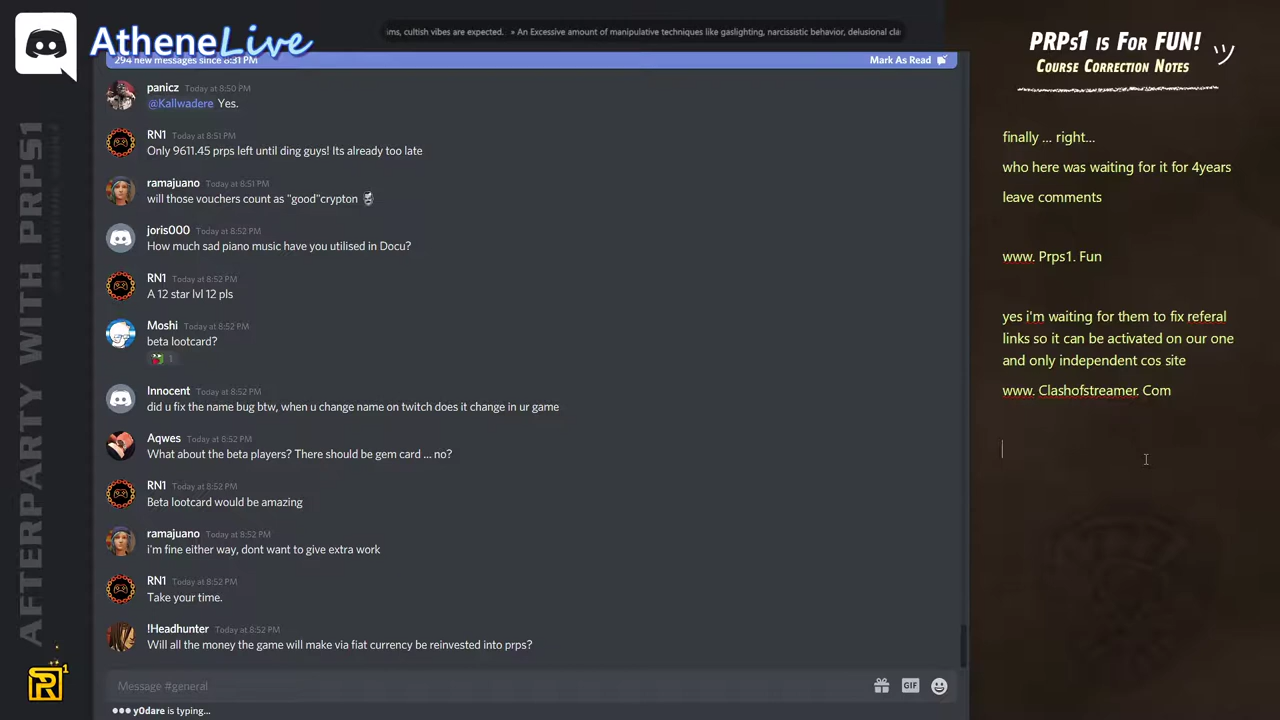 AtheneLive
ims, cultish vibes are expected. » An Excessive amount of manipulative techniques like gaslighting, narcissistic behavior, delusional cla
294 new messages since 8:31 PM
Mark As Read
panicz Today at 8:50 PM
@Kallwadere Yes.
RN1 Today at 8:51 PM
Only 9611.45 prps left until ding guys! Its already too late
ramajuano Today at 8:51 PM
will those vouchers count as "good"crypton
joris000 Today at 8:52 PM
How much sad piano music have you utilised in Docu?
RN1 Today at 8:52 PM
A 12 star lvl 12 pls
Moshi Today at 8:52 PM
beta lootcard?
1
Innocent Today at 8:52 PM
did u fix the name bug btw, when u change name on twitch does it change in ur game
Aqwes Today at 8:52 PM
What about the beta players? There should be gem card ... no?
RN1 Today at 8:52 PM
Beta lootcard would be amazing
ramajuano Today at 8:52 PM
i'm fine either way, dont want to give extra work
RN1 Today at 8:52 PM
Take your time.
!Headhunter Today at 8:52 PM
Will all the money the game will make via fiat currency be reinvested into prps?
Message #general
GIF
y0dare is typing...
AFTERPARTY WITH PRPS1
PRPs1 is For FUN!
Course Correction Notes
ツ
finally ... right...
who here was waiting for it for 4years
leave comments
www. Prps1. Fun
yes i'm waiting for them to fix referal
links so it can be activated on our one
and only independent cos site
www. Clashofstreamer. Com